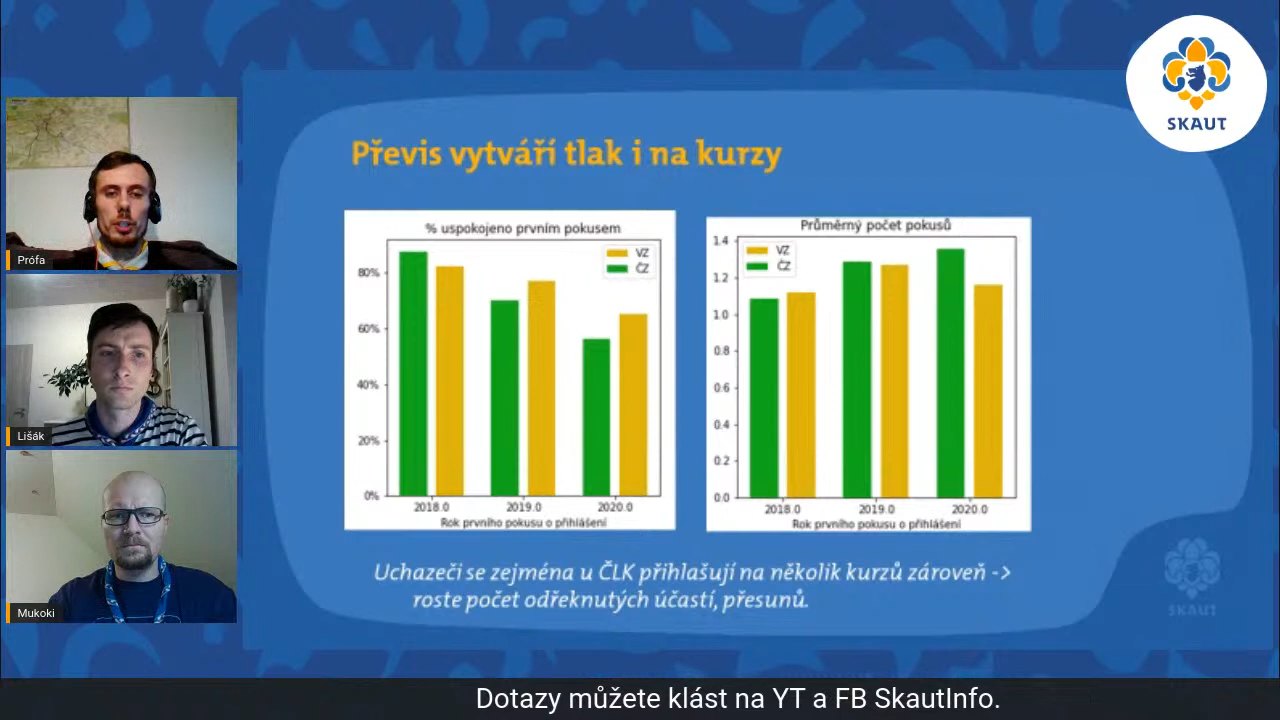 SKAUT
Převis vytváří tlak i na kurzy
% uspokojeno prvním pokusem
VZ
ČZ
80%
60%
40%
20%
0%
2018.0 2019.0 2020.0
Rok prvního pokusu o přihlášení
Průměrný počet pokusů
VZ
ČZ
1.4
1.2
1.0
0.8
0.6
0.4
0.2
0.0
2018.0 2019.0 2020.0
Rok prvního pokusu o přihlášení
Uchazeči se zejména u ČLK přihlašují na několik kurzů zároveň ->
roste počet odřeknutých účastí, přesunů.
SKAUT
Prófa
Lišák
Mukoki
Dotazy můžete klást na YT a FB SkautInfo.